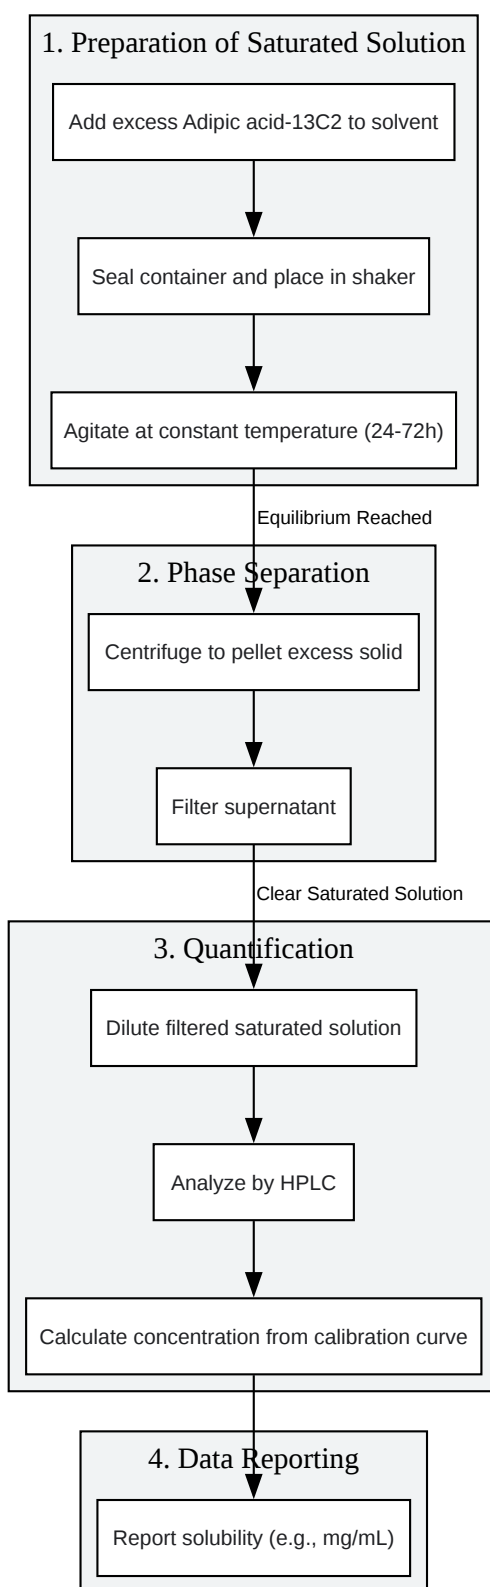 1. Preparation of Saturated Solution
Add excess Adipic acid-13C2 to solvent
Seal container and place in shaker
Agitate at constant temperature (24-72h)
Equilibrium Reached
2. Phase Separation
Centrifuge to pellet excess solid
Filter supernatant
Clear Saturated Solution
3. Quantification
Dilute filtered saturated solution
Analyze by HPLC
Calculate concentration from calibration curve
4. Data Reporting
Report solubility (e.g., mg/mL)